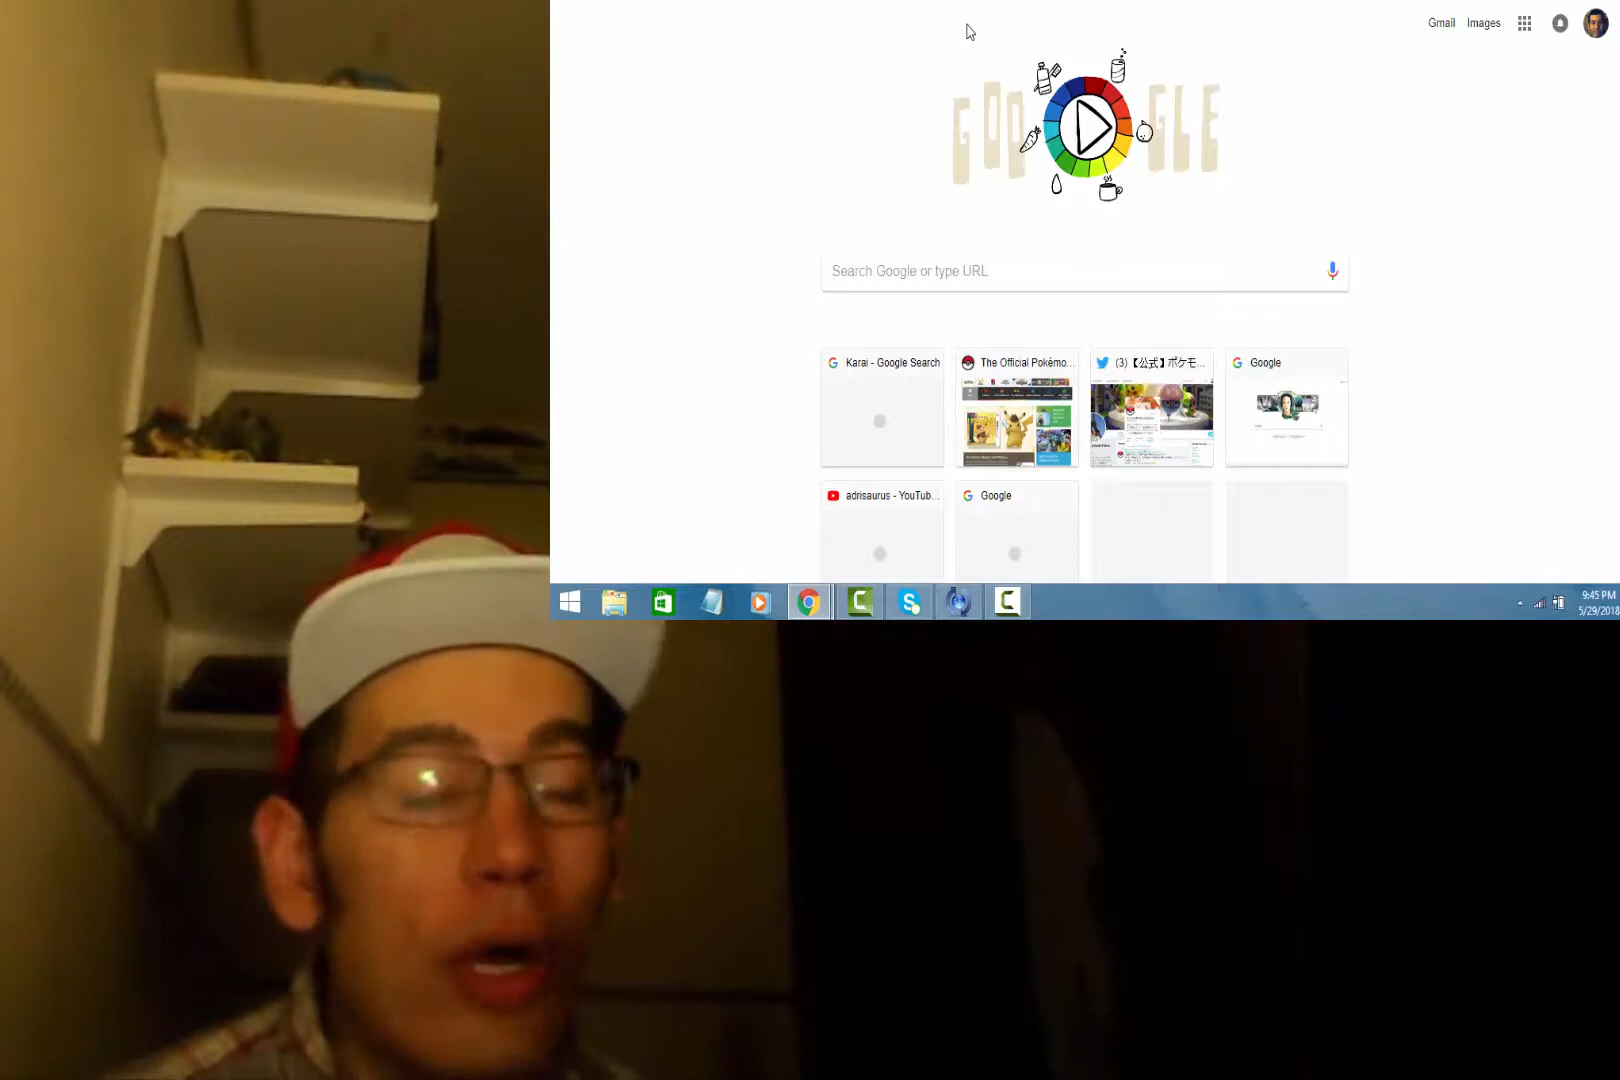 Gmail Images
GOOGLE
Search Google or type URL
Karai - Google Search
The Official Pokémo...
(3)【公式】ポケモ...
Google
adrisaurus - YouTub...
Google
9:45 PM
5/29/2018